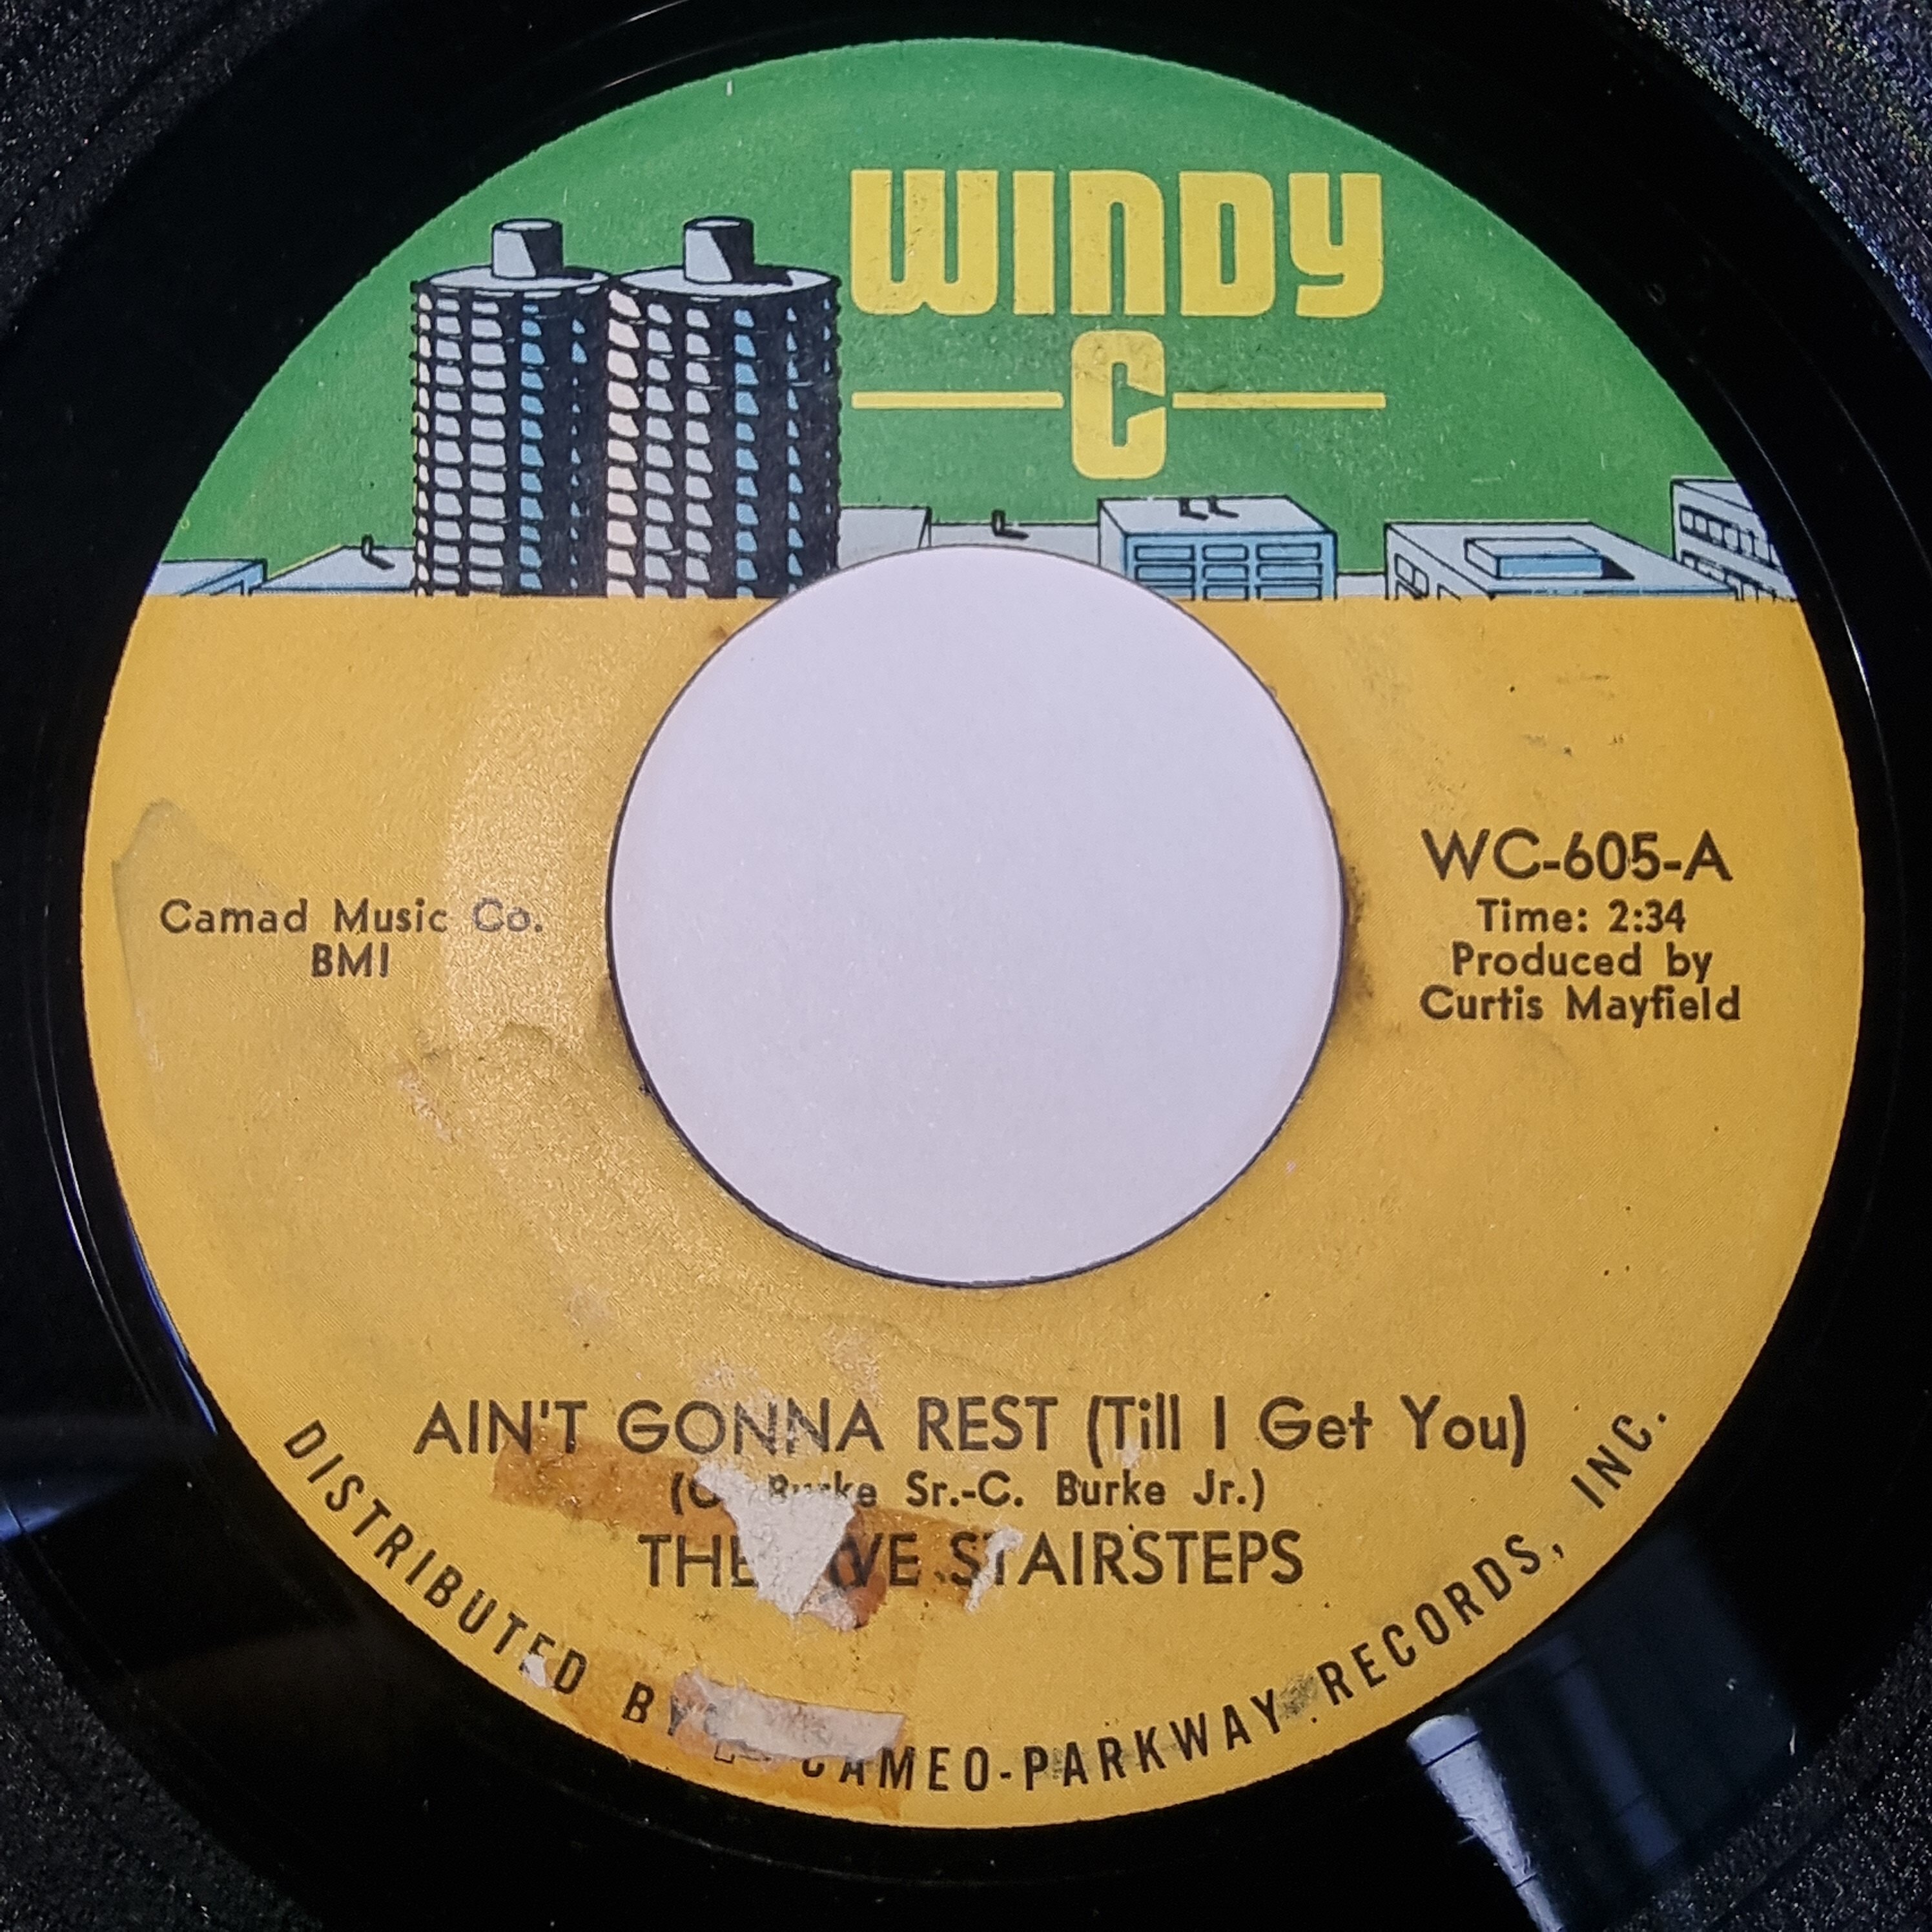 WINDY
C
Camad Music Co.
BMI
WC-605-A
Time: 2:34
Produced by
Curtis Mayfield
AIN'T GONNA REST (Till I Get You)
(C. Burke Sr.-C. Burke Jr.)
THE STAIRSTEPS
DISTRIBUTED BY CAMEO-PARKWAY RECORDS, INC.